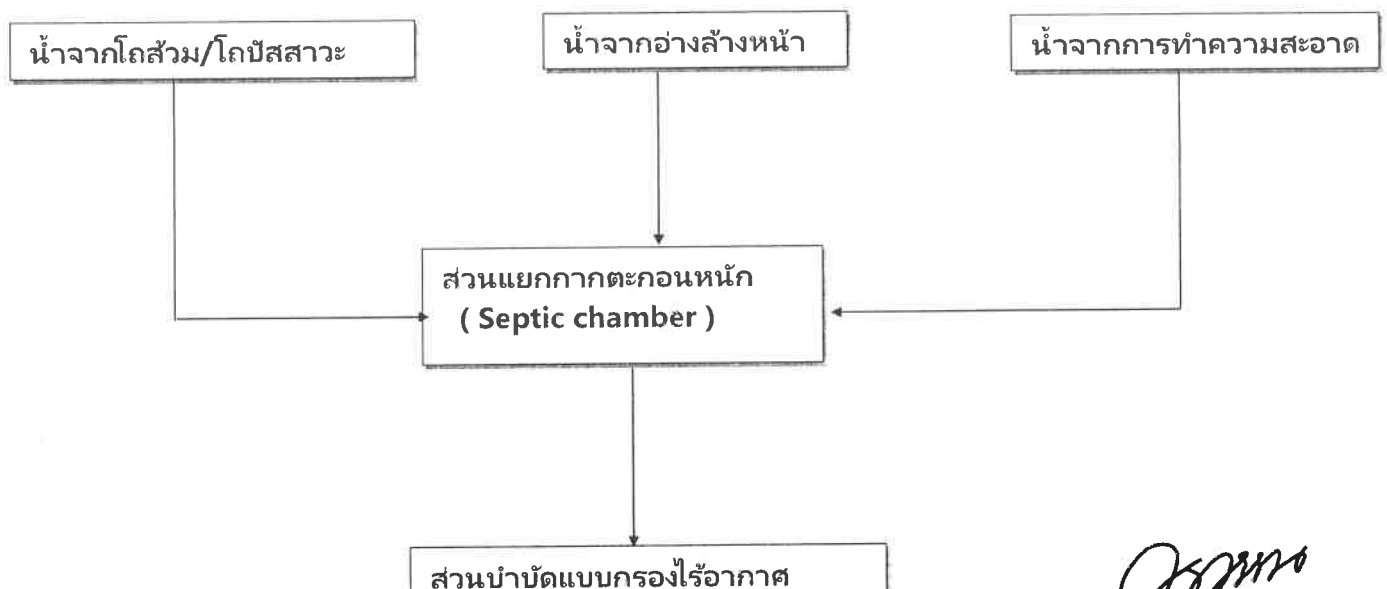 น้ำจากโถส้วม/โถปัสสาวะ
น้ำจากอ่างล้างหน้า
น้ำจากการทำความสะอาด
ส่วนแยกกากตะกอนหนัก
( Septic chamber )
ส่วนบำบัดแบบกรองไร้อากาศ